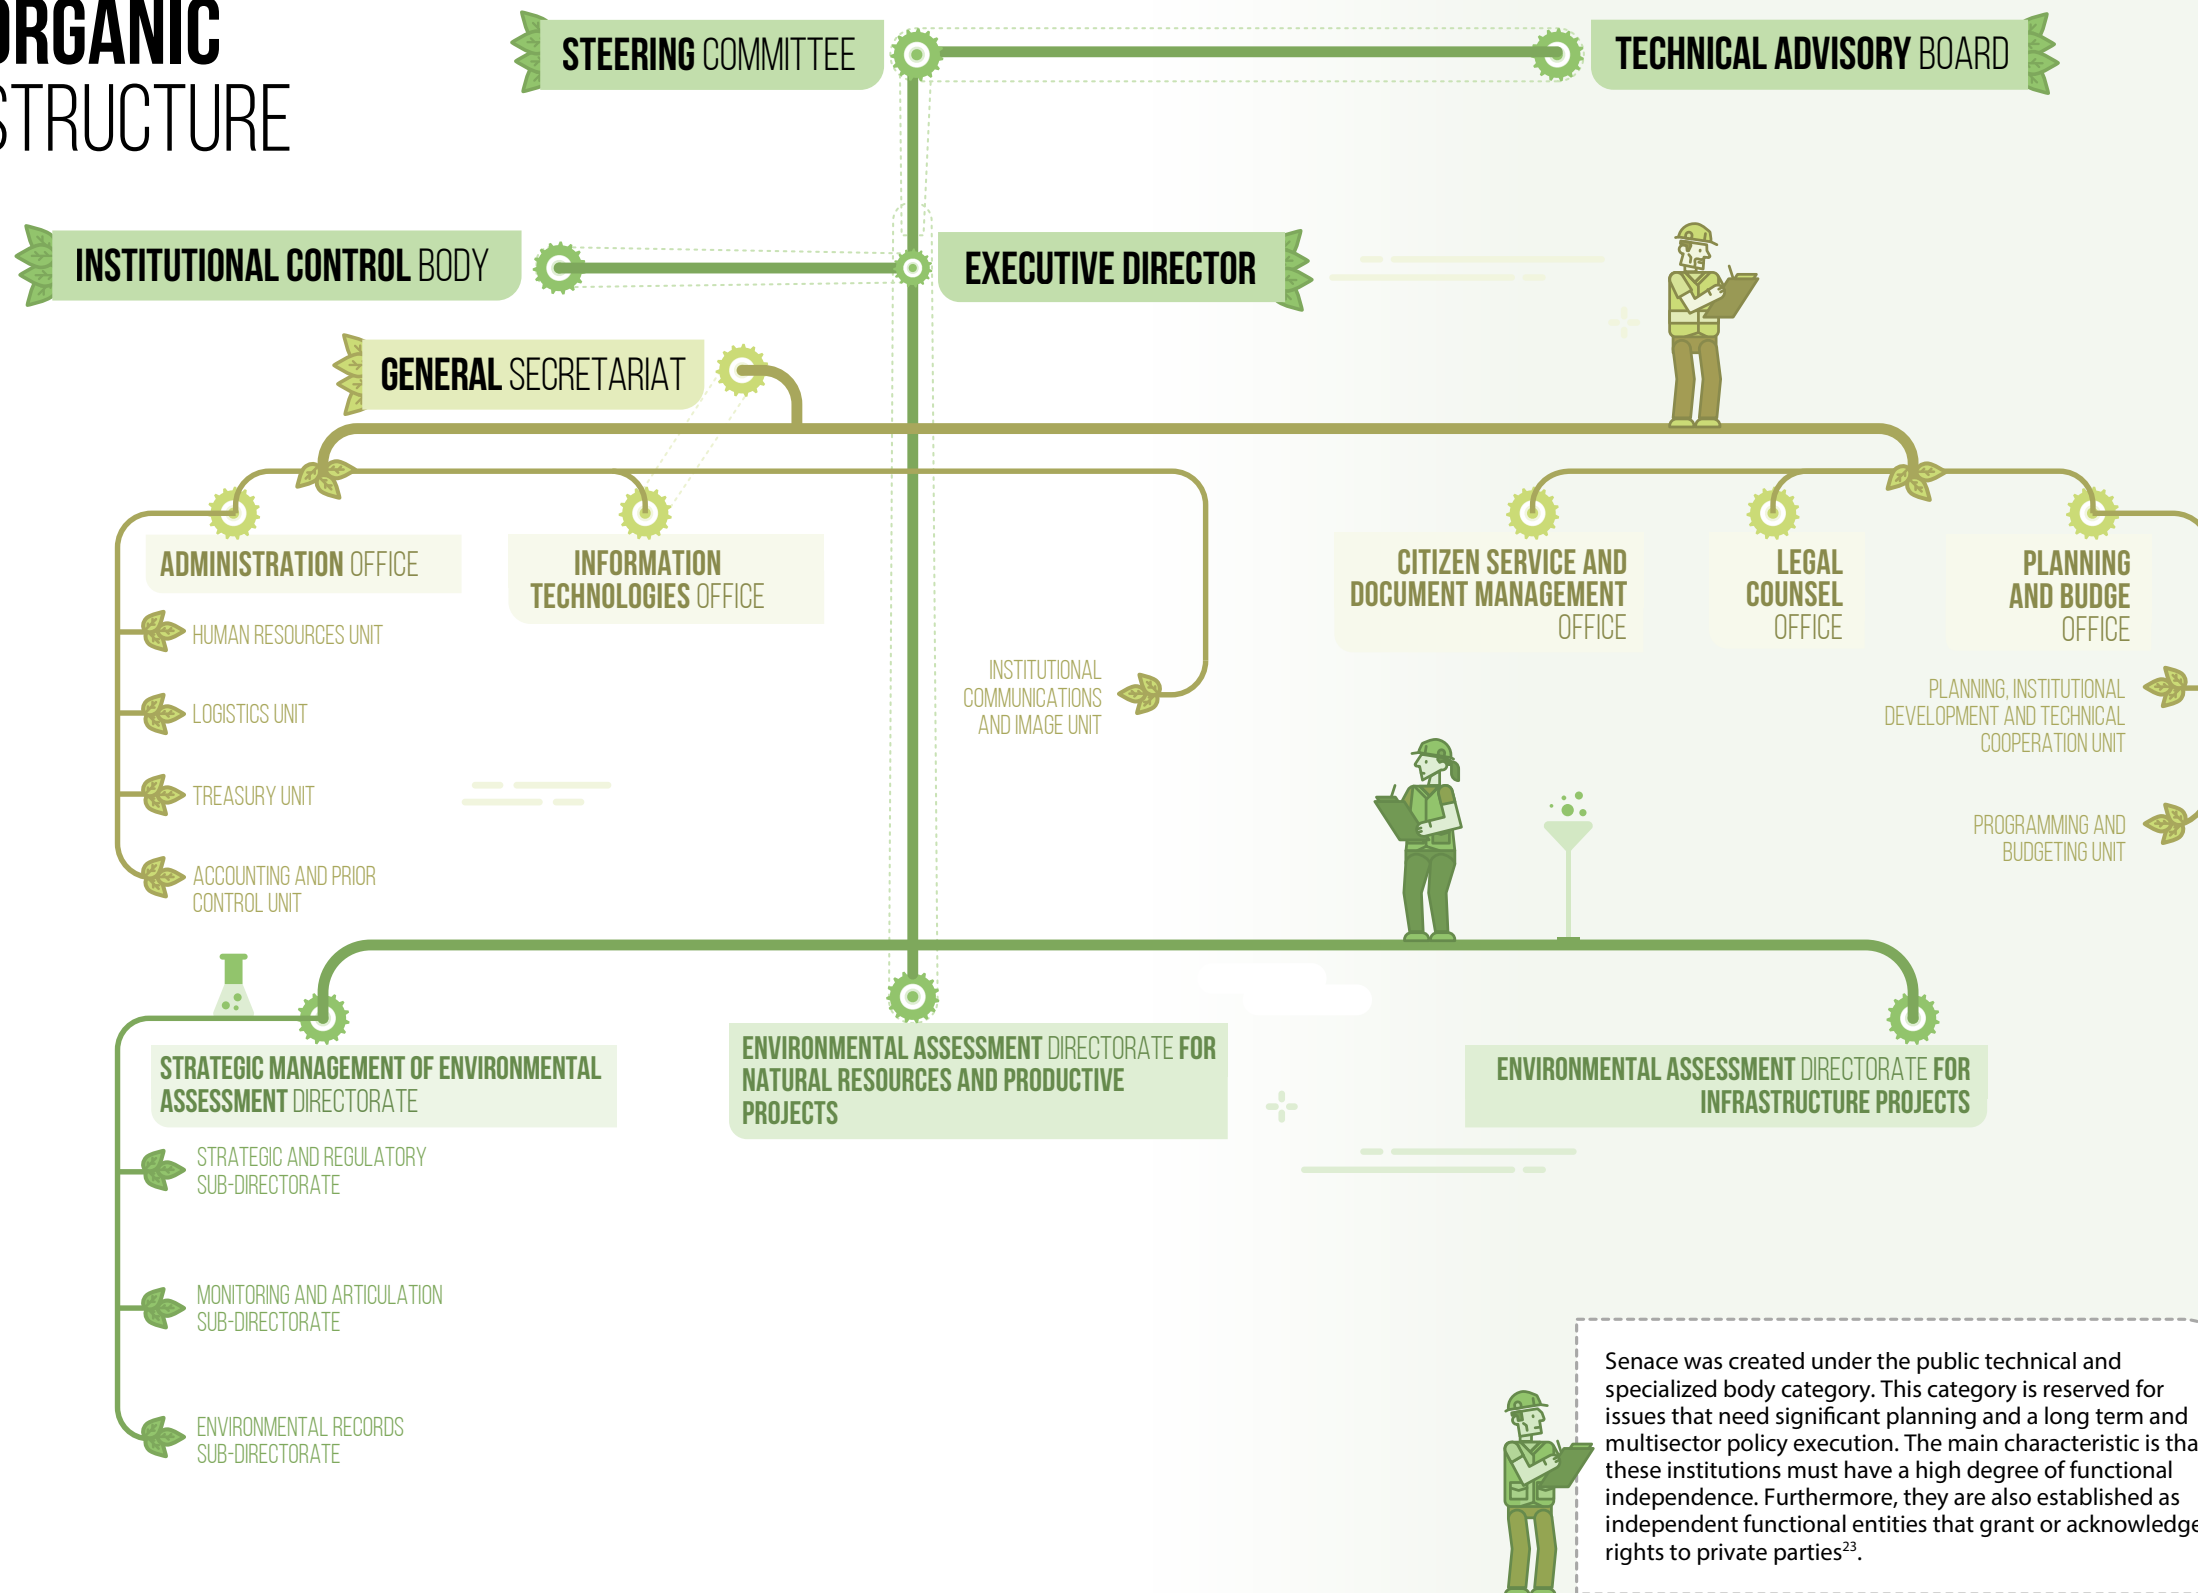 ORGANIC
STRUCTURE
STEERING COMMITTEE
TECHNICAL ADVISORY BOARD
INSTITUTIONAL CONTROL BODY
EXECUTIVE DIRECTOR
GENERAL SECRETARIAT
ADMINISTRATION OFFICE
HUMAN RESOURCES UNIT
LOGISTICS UNIT
TREASURY UNIT
ACCOUNTING AND PRIOR
CONTROL UNIT
INFORMATION
TECHNOLOGIES OFFICE
INSTITUTIONAL
COMMUNICATIONS
AND IMAGE UNIT
CITIZEN SERVICE AND
DOCUMENT MANAGEMENT
OFFICE
LEGAL
COUNSEL
OFFICE
PLANNING
AND BUDGE
OFFICE
PLANNING, INSTITUTIONAL
DEVELOPMENT AND TECHNICAL
COOPERATION UNIT
PROGRAMMING AND
BUDGETING UNIT
STRATEGIC MANAGEMENT OF ENVIRONMENTAL
ASSESSMENT DIRECTORATE
STRATEGIC AND REGULATORY
SUB-DIRECTORATE
MONITORING AND ARTICULATION
SUB-DIRECTORATE
ENVIRONMENTAL RECORDS
SUB-DIRECTORATE
ENVIRONMENTAL ASSESSMENT DIRECTORATE FOR
NATURAL RESOURCES AND PRODUCTIVE
PROJECTS
ENVIRONMENTAL ASSESSMENT DIRECTORATE FOR
INFRASTRUCTURE PROJECTS
Senace was created under the public technical and
specialized body category. This category is reserved for
issues that need significant planning and a long term and
multisector policy execution. The main characteristic is tha
these institutions must have a high degree of functional
independence. Furthermore, they are also established as
independent functional entities that grant or acknowledge
rights to private parties23.